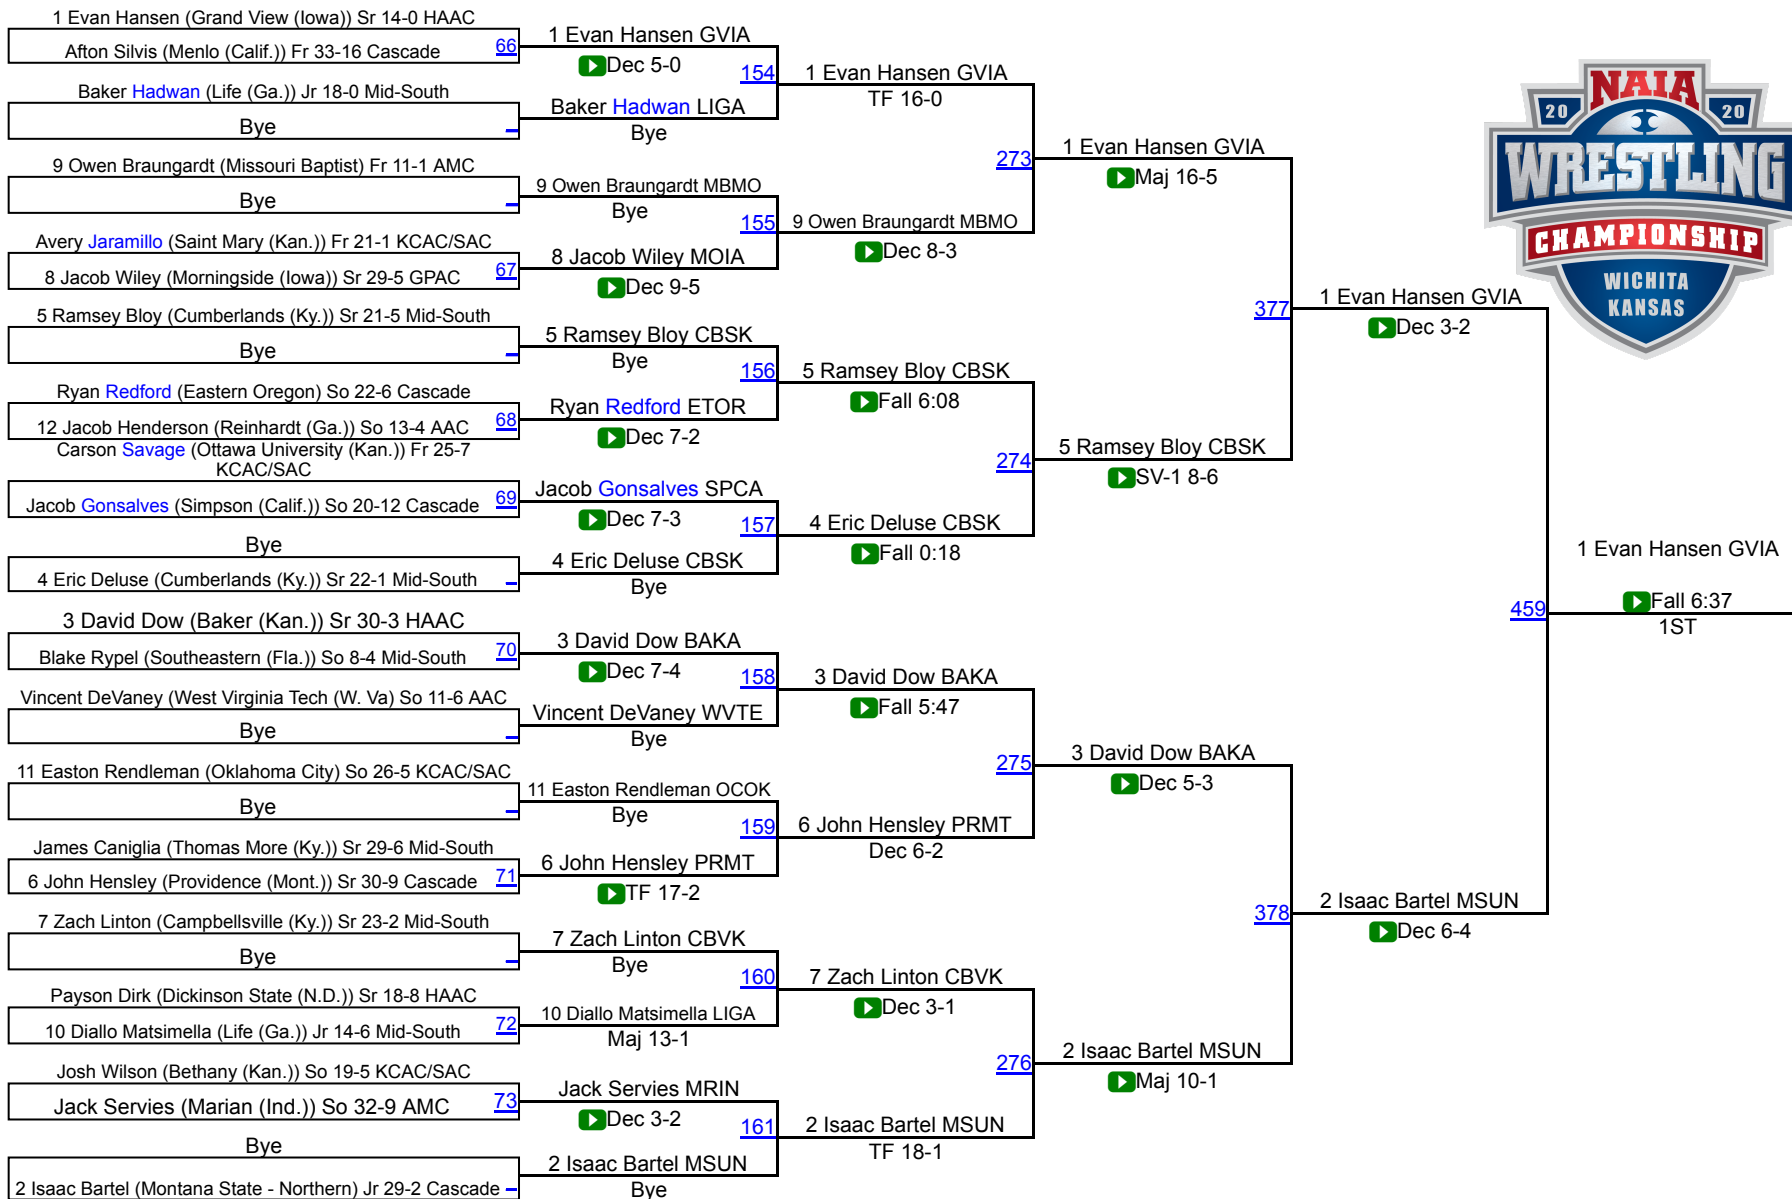 1 Evan Hansen (Grand View (Iowa)) Sr 14-0 HAAC
Afton Silvis (Menlo (Calif.)) Fr 33-16 Cascade
66
Baker Hadwan (Life (Ga.)) Jr 18-0 Mid-South
Bye
9 Owen Braungardt (Missouri Baptist) Fr 11-1 AMC
Bye
Avery Jaramillo (Saint Mary (Kan.)) Fr 21-1 KCAC/SAC
8 Jacob Wiley (Morningside (Iowa)) Sr 29-5 GPAC
67
5 Ramsey Bloy (Cumberlands (Ky.)) Sr 21-5 Mid-South
Bye
Ryan Redford (Eastern Oregon) So 22-6 Cascade
12 Jacob Henderson (Reinhardt (Ga.)) So 13-4 AAC
68
Carson Savage (Ottawa University (Kan.)) Fr 25-7
KCAC/SAC
Jacob Gonsalves (Simpson (Calif.)) So 20-12 Cascade
69
Bye
4 Eric Deluse (Cumberlands (Ky.)) Sr 22-1 Mid-South
3 David Dow (Baker (Kan.)) Sr 30-3 HAAC
Blake Rypel (Southeastern (Fla.)) So 8-4 Mid-South
70
Vincent DeVaney (West Virginia Tech (W. Va) So 11-6 AAC
Bye
11 Easton Rendleman (Oklahoma City) So 26-5 KCAC/SAC
Bye
James Caniglia (Thomas More (Ky.)) Sr 29-6 Mid-South
6 John Hensley (Providence (Mont.)) Sr 30-9 Cascade
71
7 Zach Linton (Campbellsville (Ky.)) Sr 23-2 Mid-South
Bye
Payson Dirk (Dickinson State (N.D.)) Sr 18-8 HAAC
10 Diallo Matsimella (Life (Ga.)) Jr 14-6 Mid-South
72
Josh Wilson (Bethany (Kan.)) So 19-5 KCAC/SAC
Jack Servies (Marian (Ind.)) So 32-9 AMC
73
Bye
2 Isaac Bartel (Montana State - Northern) Jr 29-2 Cascade
1 Evan Hansen GVIA
Dec 5-0
154
Baker Hadwan LIGA
Bye
9 Owen Braungardt MBMO
Bye
155
8 Jacob Wiley MOIA
Dec 9-5
5 Ramsey Bloy CBSK
Bye
156
Ryan Redford ETOR
Dec 7-2
Jacob Gonsalves SPCA
Dec 7-3
157
4 Eric Deluse CBSK
Bye
3 David Dow BAKA
Dec 7-4
158
Vincent DeVaney WVTE
Bye
11 Easton Rendleman OCOK
Bye
159
6 John Hensley PRMT
TF 17-2
7 Zach Linton CBVK
Bye
160
10 Diallo Matsimella LIGA
Maj 13-1
Jack Servies MRIN
Dec 3-2
161
2 Isaac Bartel MSUN
Bye
1 Evan Hansen GVIA
TF 16-0
273
9 Owen Braungardt MBMO
Dec 8-3
5 Ramsey Bloy CBSK
Fall 6:08
274
4 Eric Deluse CBSK
Fall 0:18
3 David Dow BAKA
Fall 5:47
275
6 John Hensley PRMT
Dec 6-2
7 Zach Linton CBVK
Dec 3-1
276
2 Isaac Bartel MSUN
TF 18-1
1 Evan Hansen GVIA
Maj 16-5
377
5 Ramsey Bloy CBSK
SV-1 8-6
3 David Dow BAKA
Dec 5-3
378
2 Isaac Bartel MSUN
Maj 10-1
1 Evan Hansen GVIA
Dec 3-2
459
2 Isaac Bartel MSUN
Dec 6-4
1 Evan Hansen GVIA
Fall 6:37
1ST
20 NAIA 20
WRESTLING
CHAMPIONSHIP
WICHITA
KANSAS